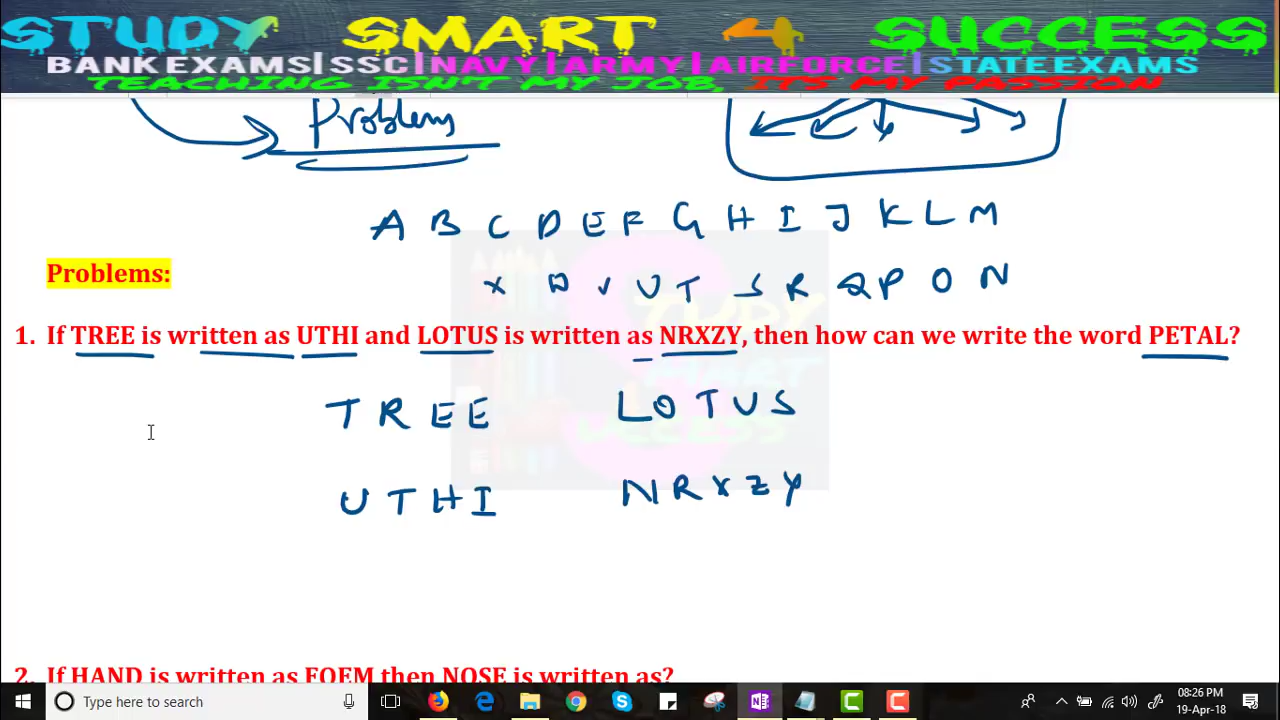 STUDY SMART 4 SUCCESS
BANK EXAMS|SSC|NAVY|ARMY|AIRFORCE|STATE EXAMS
TEACHING ISN'T MY JOB, IT'S MY PASSION
Problems
A B C D E F G H I J K L M
X V U T S R Q P O N
Problems:
1. If TREE is written as UTHI and LOTUS is written as NRXZY, then how can we write the word PETAL?
T R E E L O T U S
U T H I N R X Z Y
2. If HAND is written as FOEM then NOSE is written as?
Type here to search
08:26 PM
19-Apr-18